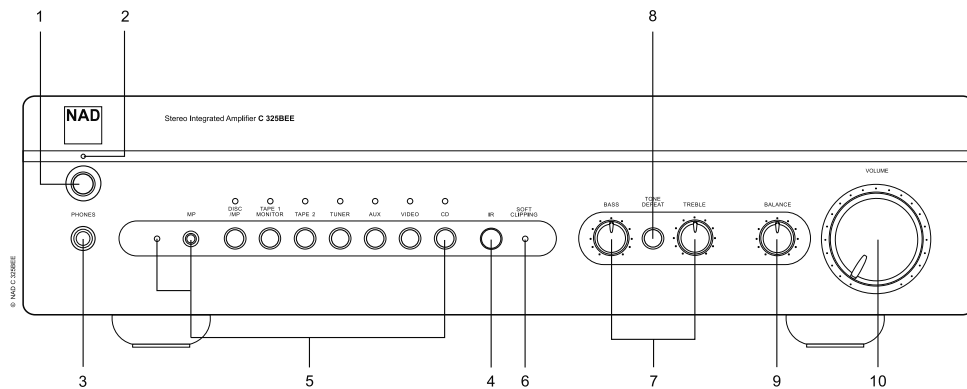 1 2 8
NAD
Stereo Integrated Amplifier C 325BEE
VOLUME
PHONES
MP
DISC
/MP
TAPE 1
MONITOR
TAPE 2
TUNER
AUX
VIDEO
CD
IR
SOFT
CLIPPING
BASS
TONE
DEFEAT
TREBLE
BALANCE
© NAD C 325BEE
3 5 4 6 7 9 10